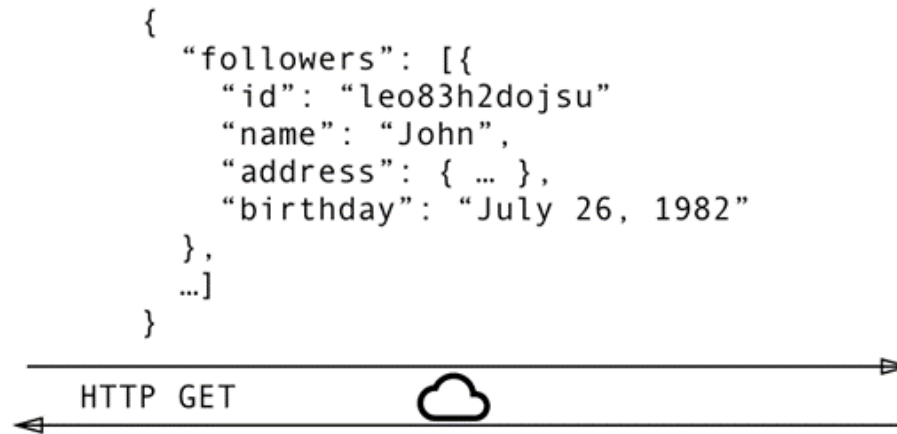 {
“followers”: [{
“id”: “leo83h2dojsu”
“name”: “John”,
“address”: { … },
“birthday”: “July 26, 1982”
},
…]
}
HTTP GET